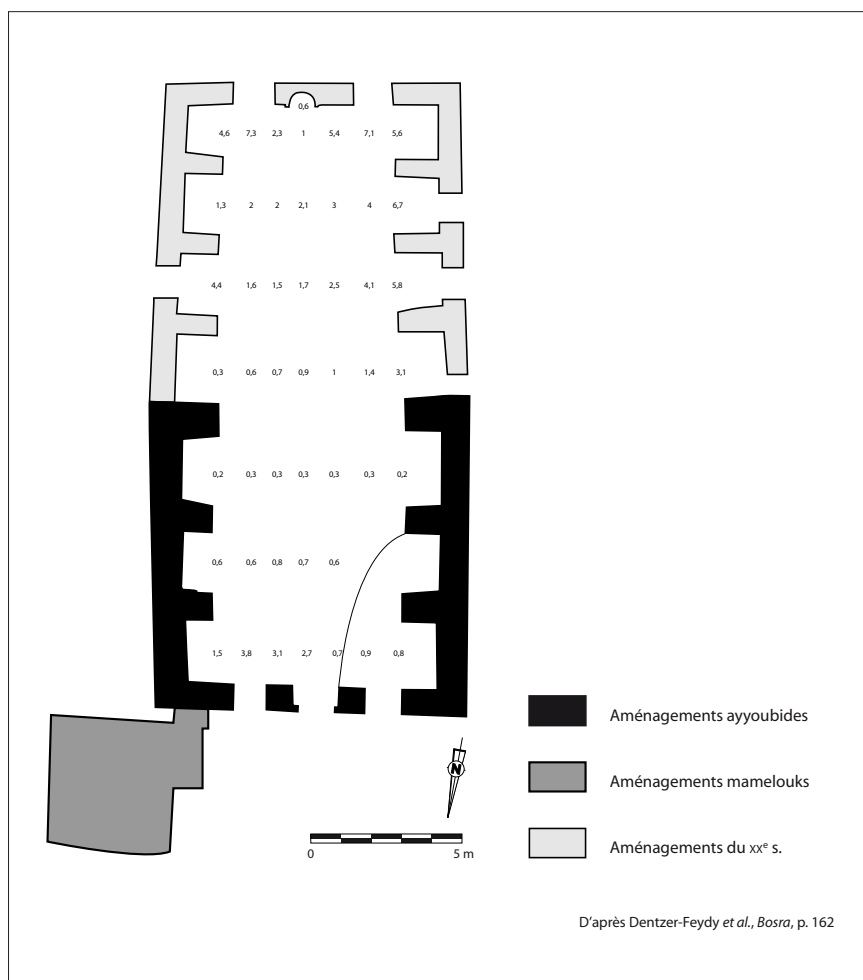 0,6
4,6 7,3 2,3 1 5,4 7,1 5,6
1,3 2 2 2,1 3 4 6,7
4,4 1,6 1,5 1,7 2,5 4,1 5,8
0,3 0,6 0,7 0,9 1 1,4 3,1
0,2 0,3 0,3 0,3 0,3 0,3 0,2
0,6 0,6 0,8 0,7 0,6
1,5 3,8 3,1 2,7 0,7 0,9 0,8
Aménagements ayyoubides
N
Aménagements mamelouks
0 5 m
Aménagements du XXe s.
D'après Dentzer-Feydy et al., Bosra, p. 162